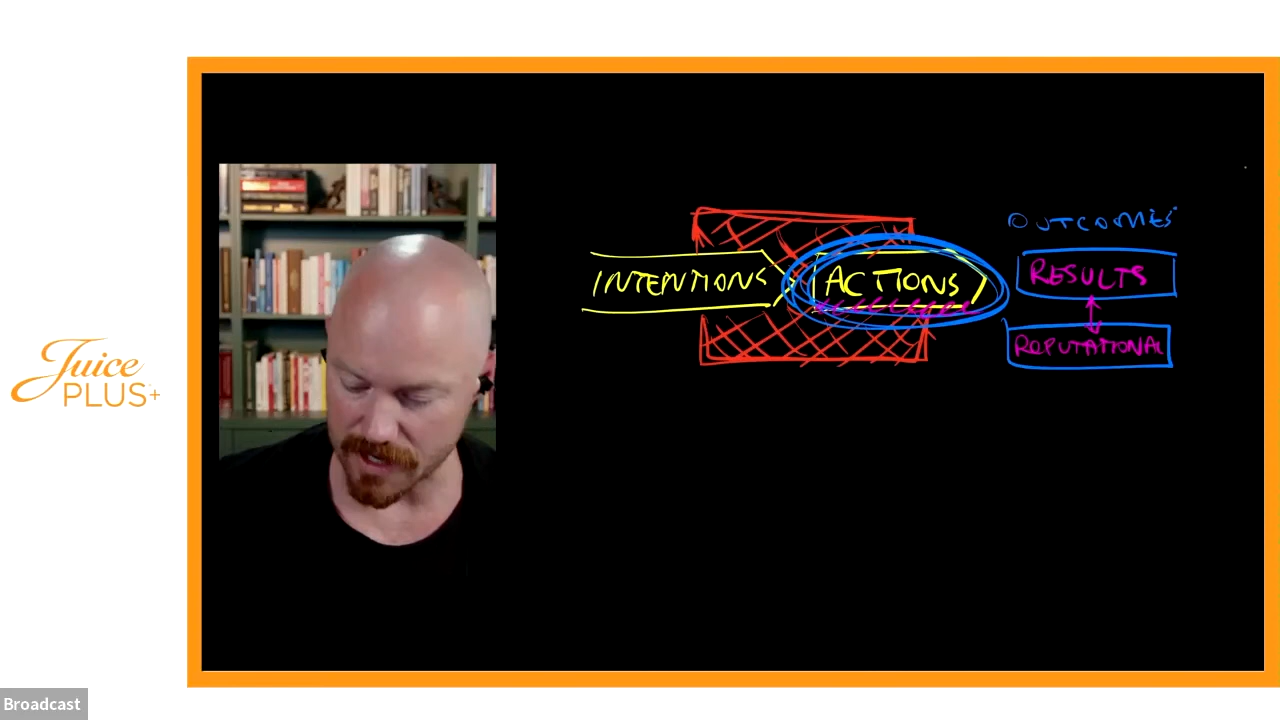 Juice
PLUS+
OUTCOMES
INTENTIONS
ACTIONS
RESULTS
REPUTATIONAL
Broadcast